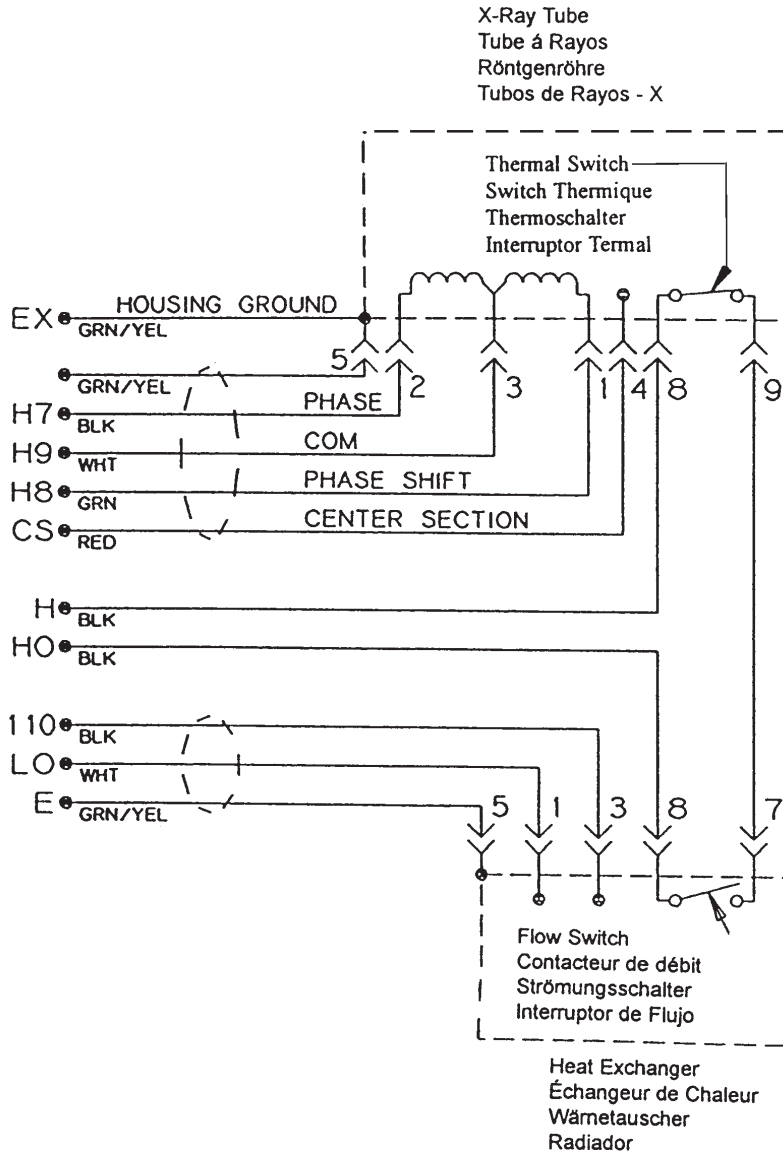 X-Ray Tube
Tube á Rayos
Röntgenröhre
Tubos de Rayos - X
Thermal Switch
Switch Thermique
Thermoschalter
Interruptor Termal
EX HOUSING GROUND
GRN/YEL
5 2 3 1 4 8 9
GRN/YEL
H7 BLK PHASE
H9 WHT COM
H8 GRN PHASE SHIFT
CS RED CENTER SECTION
H BLK
HO BLK
110 BLK
LO WHT
E GRN/YEL
5 1 3 8 7
Flow Switch
Contacteur de débit
Strömungsschalter
Interruptor de Flujo
Heat Exchanger
Échangeur de Chaleur
Wärnetauscher
Radiador